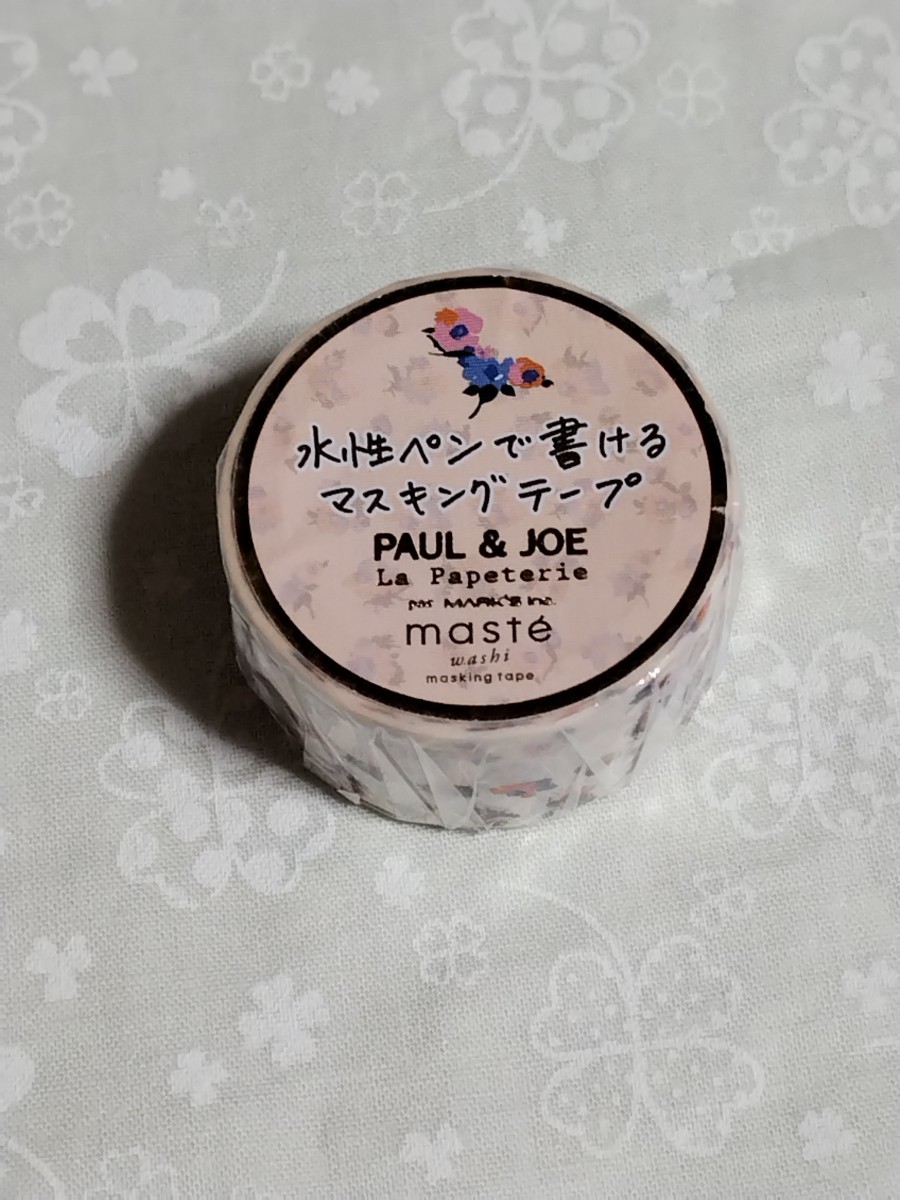 水性ペンで書ける
マスキングテープ
PAUL & JOE
La Papeterie
par MARK'S Inc.
masté
washi
masking tape